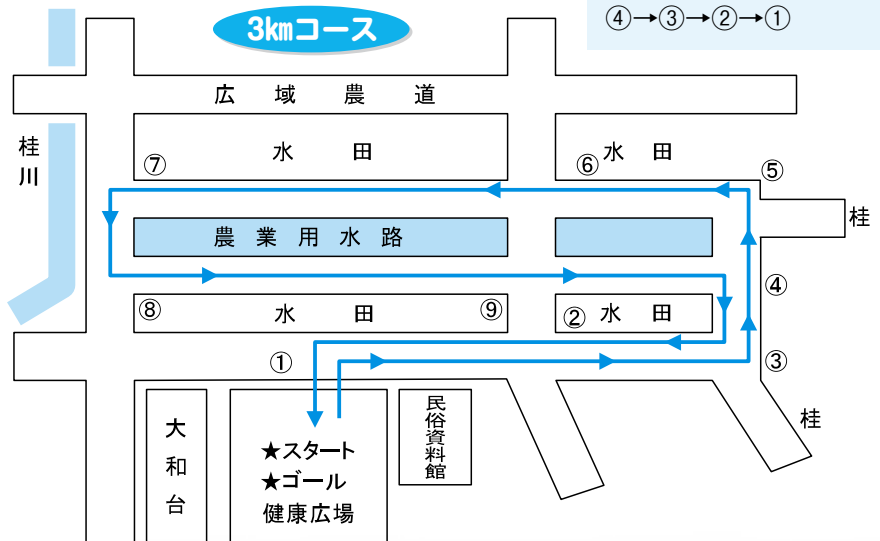 3kmコース
④→③→②→①
広域農道
桂川
⑦
水田
⑥
水田
⑤
桂
農業用水路
④
⑧
水田
⑨
②
水田
①
③
桂
大和台
★スタート
★ゴール
健康広場
民俗資料館